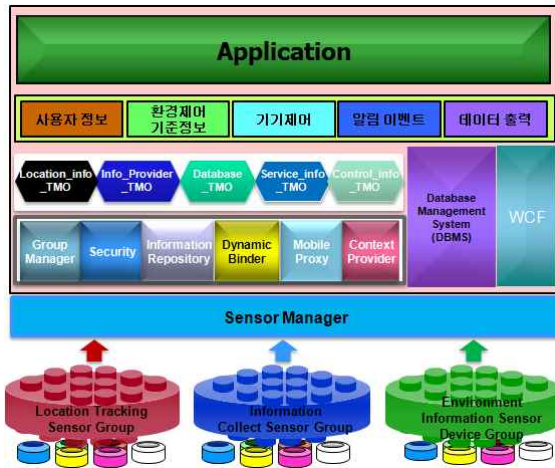 Application
사용자 정보
환경제어
기준정보
기기제어
알림 이벤트
데이터 출력
Location_info
_TMO
Info_Provider
_TMO
Database
_TMO
Service_info
_TMO
Control_info
_TMO
Database
Management
System
(DBMS)
WCF
Group
Manager
Security
Information
Repository
Dynamic
Binder
Mobile
Proxy
Context
Provider
Sensor Manager
Location Tracking
Sensor Group
Information
Collect Sensor Group
Environment
Information Sensor
Device Group